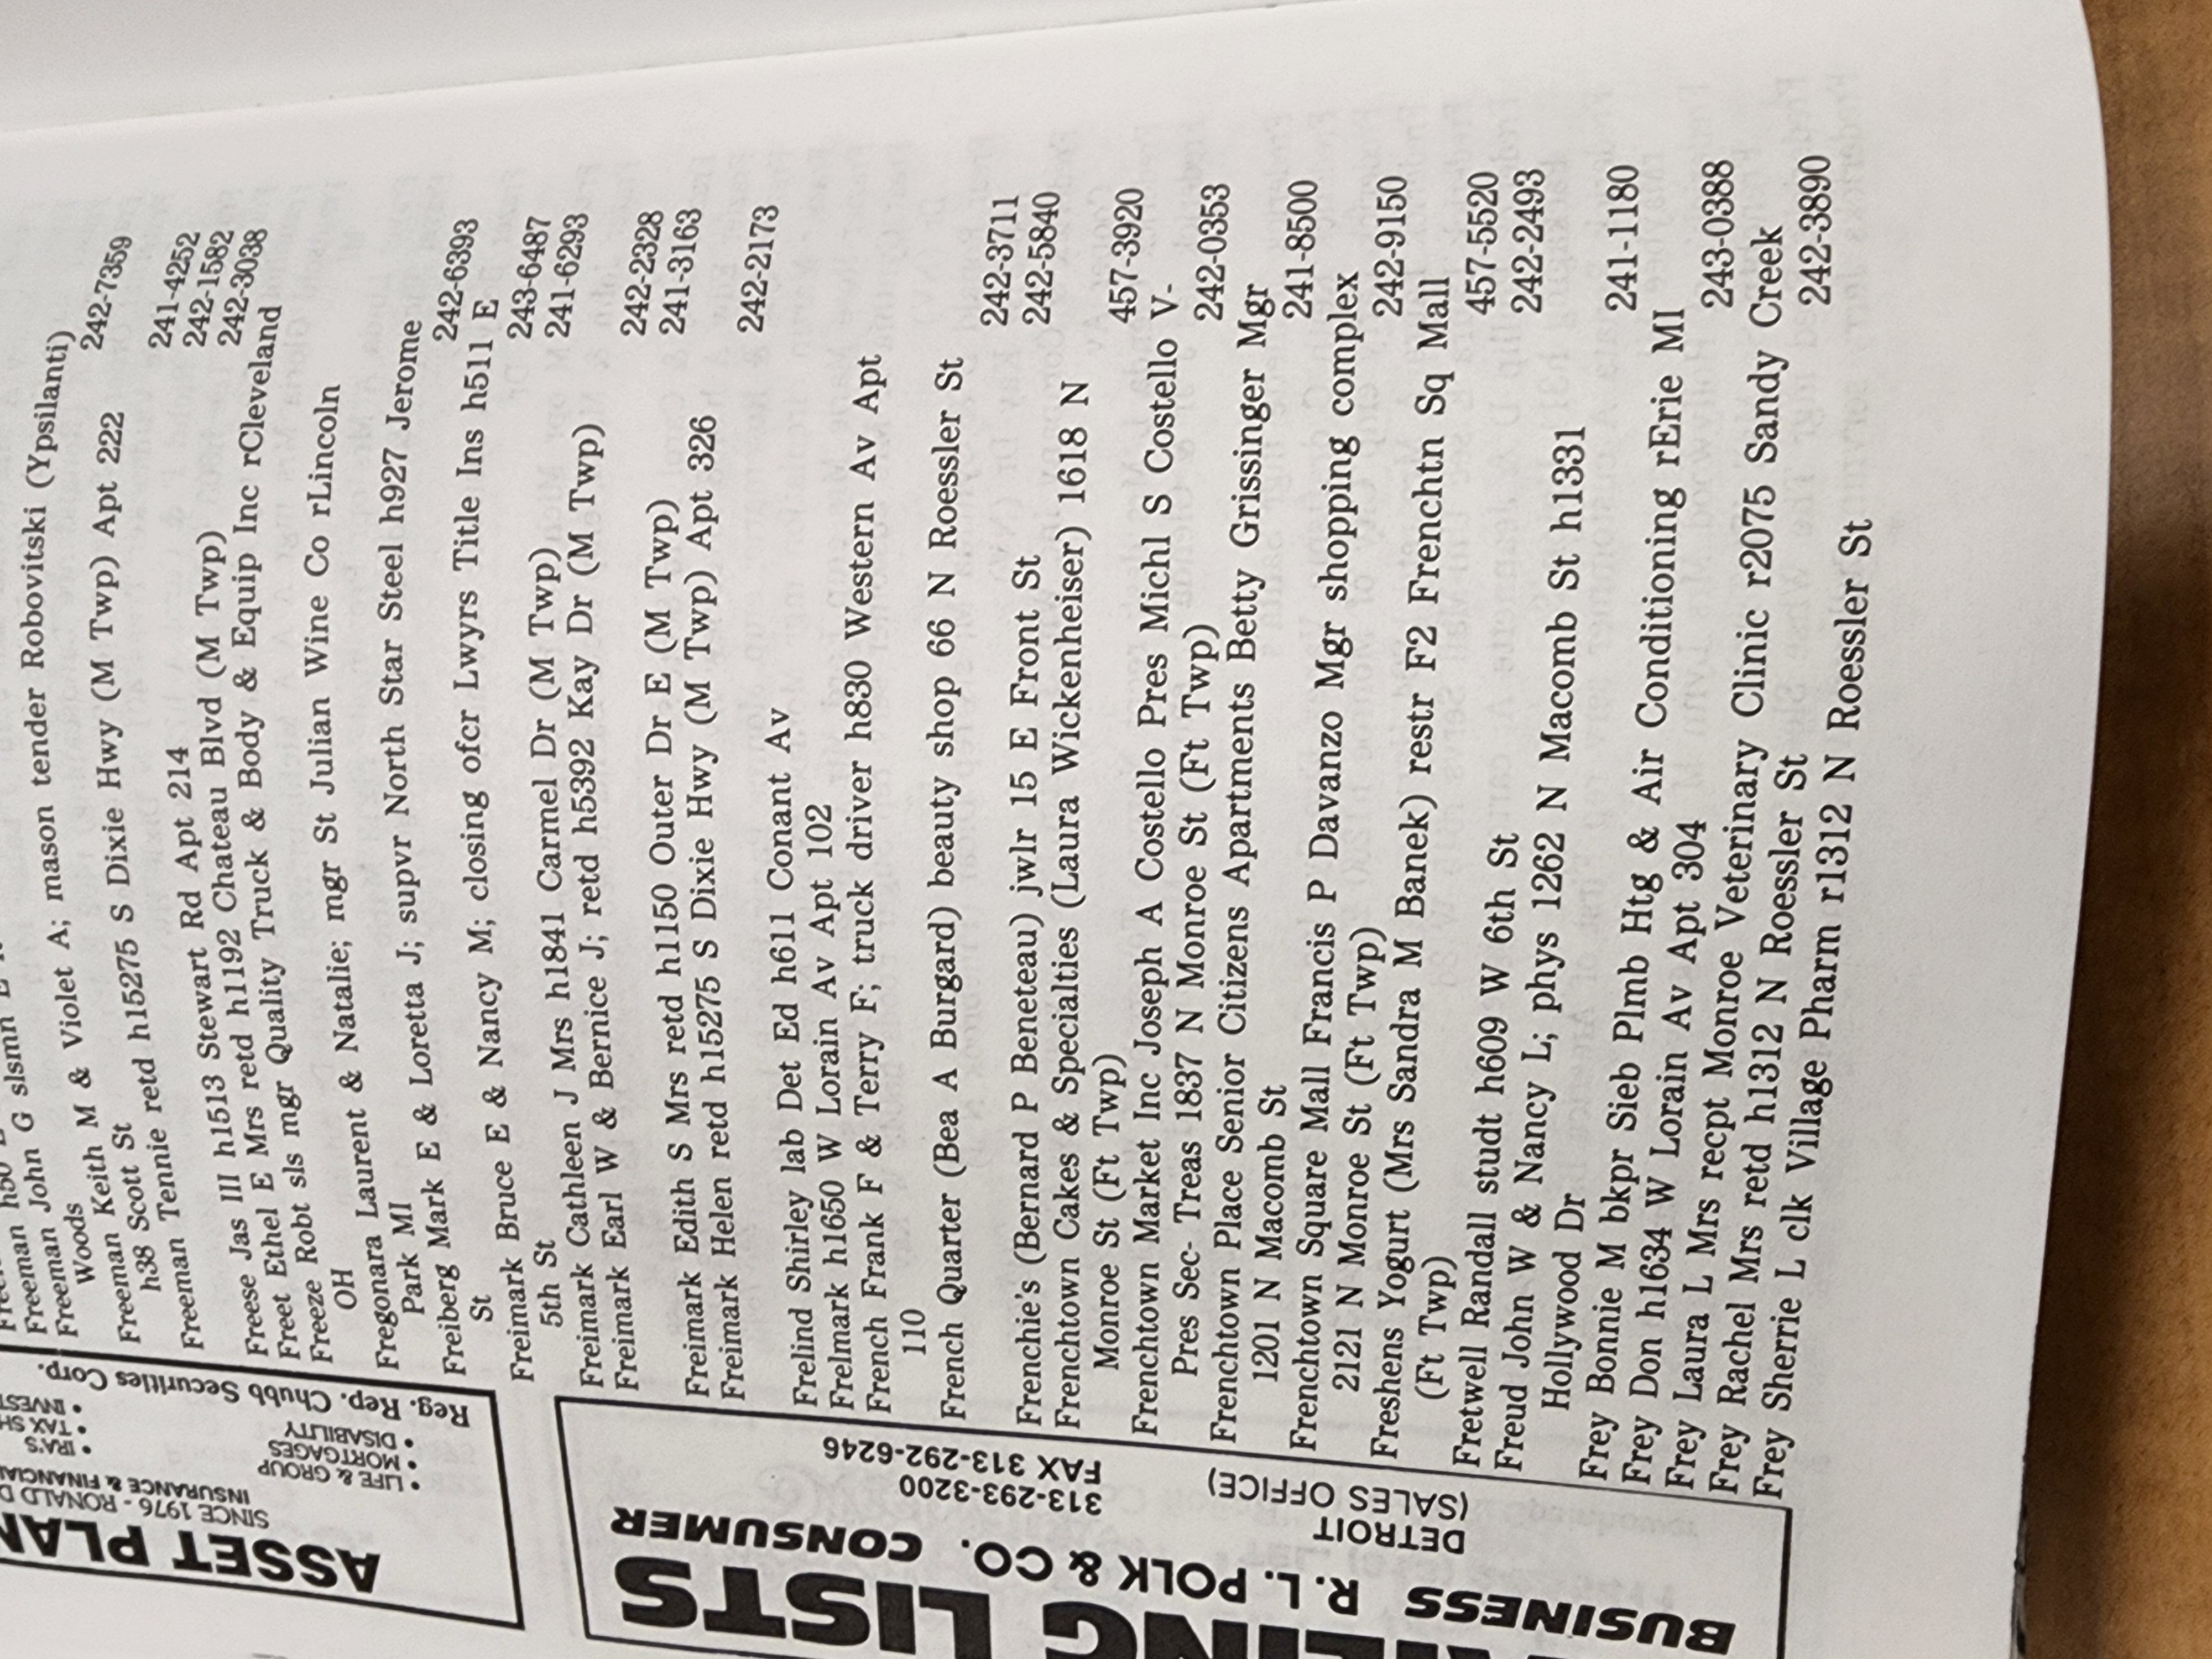 Freeman John G slsmn
Woods
Freeman Keith M & Violet A; mason tender Robovitski (Ypsilanti)
h38 Scott St 242-7359
Freeman Tennie retd h15275 S Dixie Hwy (M Twp) Apt 222
241-4252
Freese Jas III h1513 Stewart Rd Apt 214 242-1582
Freet Ethel E Mrs retd h1192 Chateau Blvd (M Twp) 242-3038
Freeze Robt sls mgr Quality Truck & Body & Equip Inc rCleveland
OH
Fregonara Laurent & Natalie; mgr St Julian Wine Co rLincoln
Park MI
Freiberg Mark E & Loretta J; supvr North Star Steel h927 Jerome
St 242-6393
Freimark Bruce E & Nancy M; closing ofcr Lwyrs Title Ins h511 E
5th St 243-6487
Freimark Cathleen J Mrs h1841 Carmel Dr (M Twp) 241-6293
Freimark Earl W & Bernice J; retd h5392 Kay Dr (M Twp)
242-2328
Freimark Edith S Mrs retd h1150 Outer Dr E (M Twp) 241-3163
Freimark Helen retd h15275 S Dixie Hwy (M Twp) Apt 326
242-2173
Frelind Shirley lab Det Ed h611 Conant Av
Frelmark h1650 W Lorain Av Apt 102
French Frank F & Terry F; truck driver h830 Western Av Apt
110
French Quarter (Bea A Burgard) beauty shop 66 N Roessler St
242-3711
Frenchie's (Bernard P Beneteau) jwlr 15 E Front St 242-5840
Frenchtown Cakes & Specialties (Laura Wickenheiser) 1618 N
Monroe St (Ft Twp) 457-3920
Frenchtown Market Inc Joseph A Costello Pres Michl S Costello V-
Pres Sec- Treas 1837 N Monroe St (Ft Twp) 242-0353
Frenchtown Place Senior Citizens Apartments Betty Grissinger Mgr
1201 N Macomb St 241-8500
Frenchtown Square Mall Francis P Davanzo Mgr shopping complex
2121 N Monroe St (Ft Twp) 242-9150
Freshens Yogurt (Mrs Sandra M Banek) restr F2 Frenchtn Sq Mall
(Ft Twp) 457-5520
Fretwell Randall studt h609 W 6th St 242-2493
Freud John W & Nancy L; phys 1262 N Macomb St h1331
Hollywood Dr 241-1180
Frey Bonnie M bkpr Sieb Plmb Htg & Air Conditioning rErie MI
Frey Don h1634 W Lorain Av Apt 304 243-0388
Frey Laura L Mrs recpt Monroe Veterinary Clinic r2075 Sandy Creek
Frey Rachel Mrs retd h1312 N Roessler St 242-3890
Frey Sherrie L clk Village Pharm r1312 N Roessler St
BUSINESS R. L. POLK & CO. CONSUMER
LISTS
DETROIT
(SALES OFFICE)
313-293-3200
FAX 313-292-6246
ASSET
SINCE 1976 - RONALD
INSURANCE &
• LIFE & GROUP
• MORTGAGES
• DISABILITY
• IRA'S
• TAX
Reg. Rep. Chubb Securities Corp.